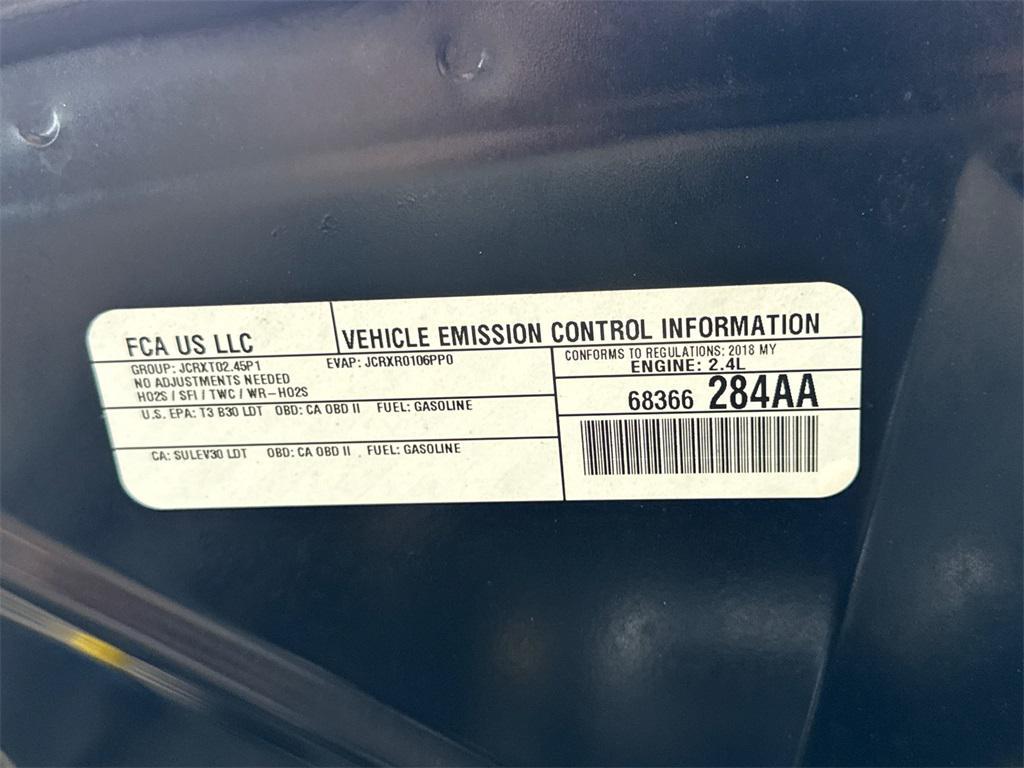 FCA US LLC
VEHICLE EMISSION CONTROL INFORMATION
GROUP: JCRXT02.45P1 EVAP: JCRXR0106PP0
NO ADJUSTMENTS NEEDED
HO2S / SFI / TWC / WR-HO2S
U.S. EPA: T3 B30 LDT OBD: CA OBD II FUEL: GASOLINE
CA: SULEV30 LDT OBD: CA OBD II FUEL: GASOLINE
CONFORMS TO REGULATIONS: 2018 MY
ENGINE: 2.4L
68366 284AA